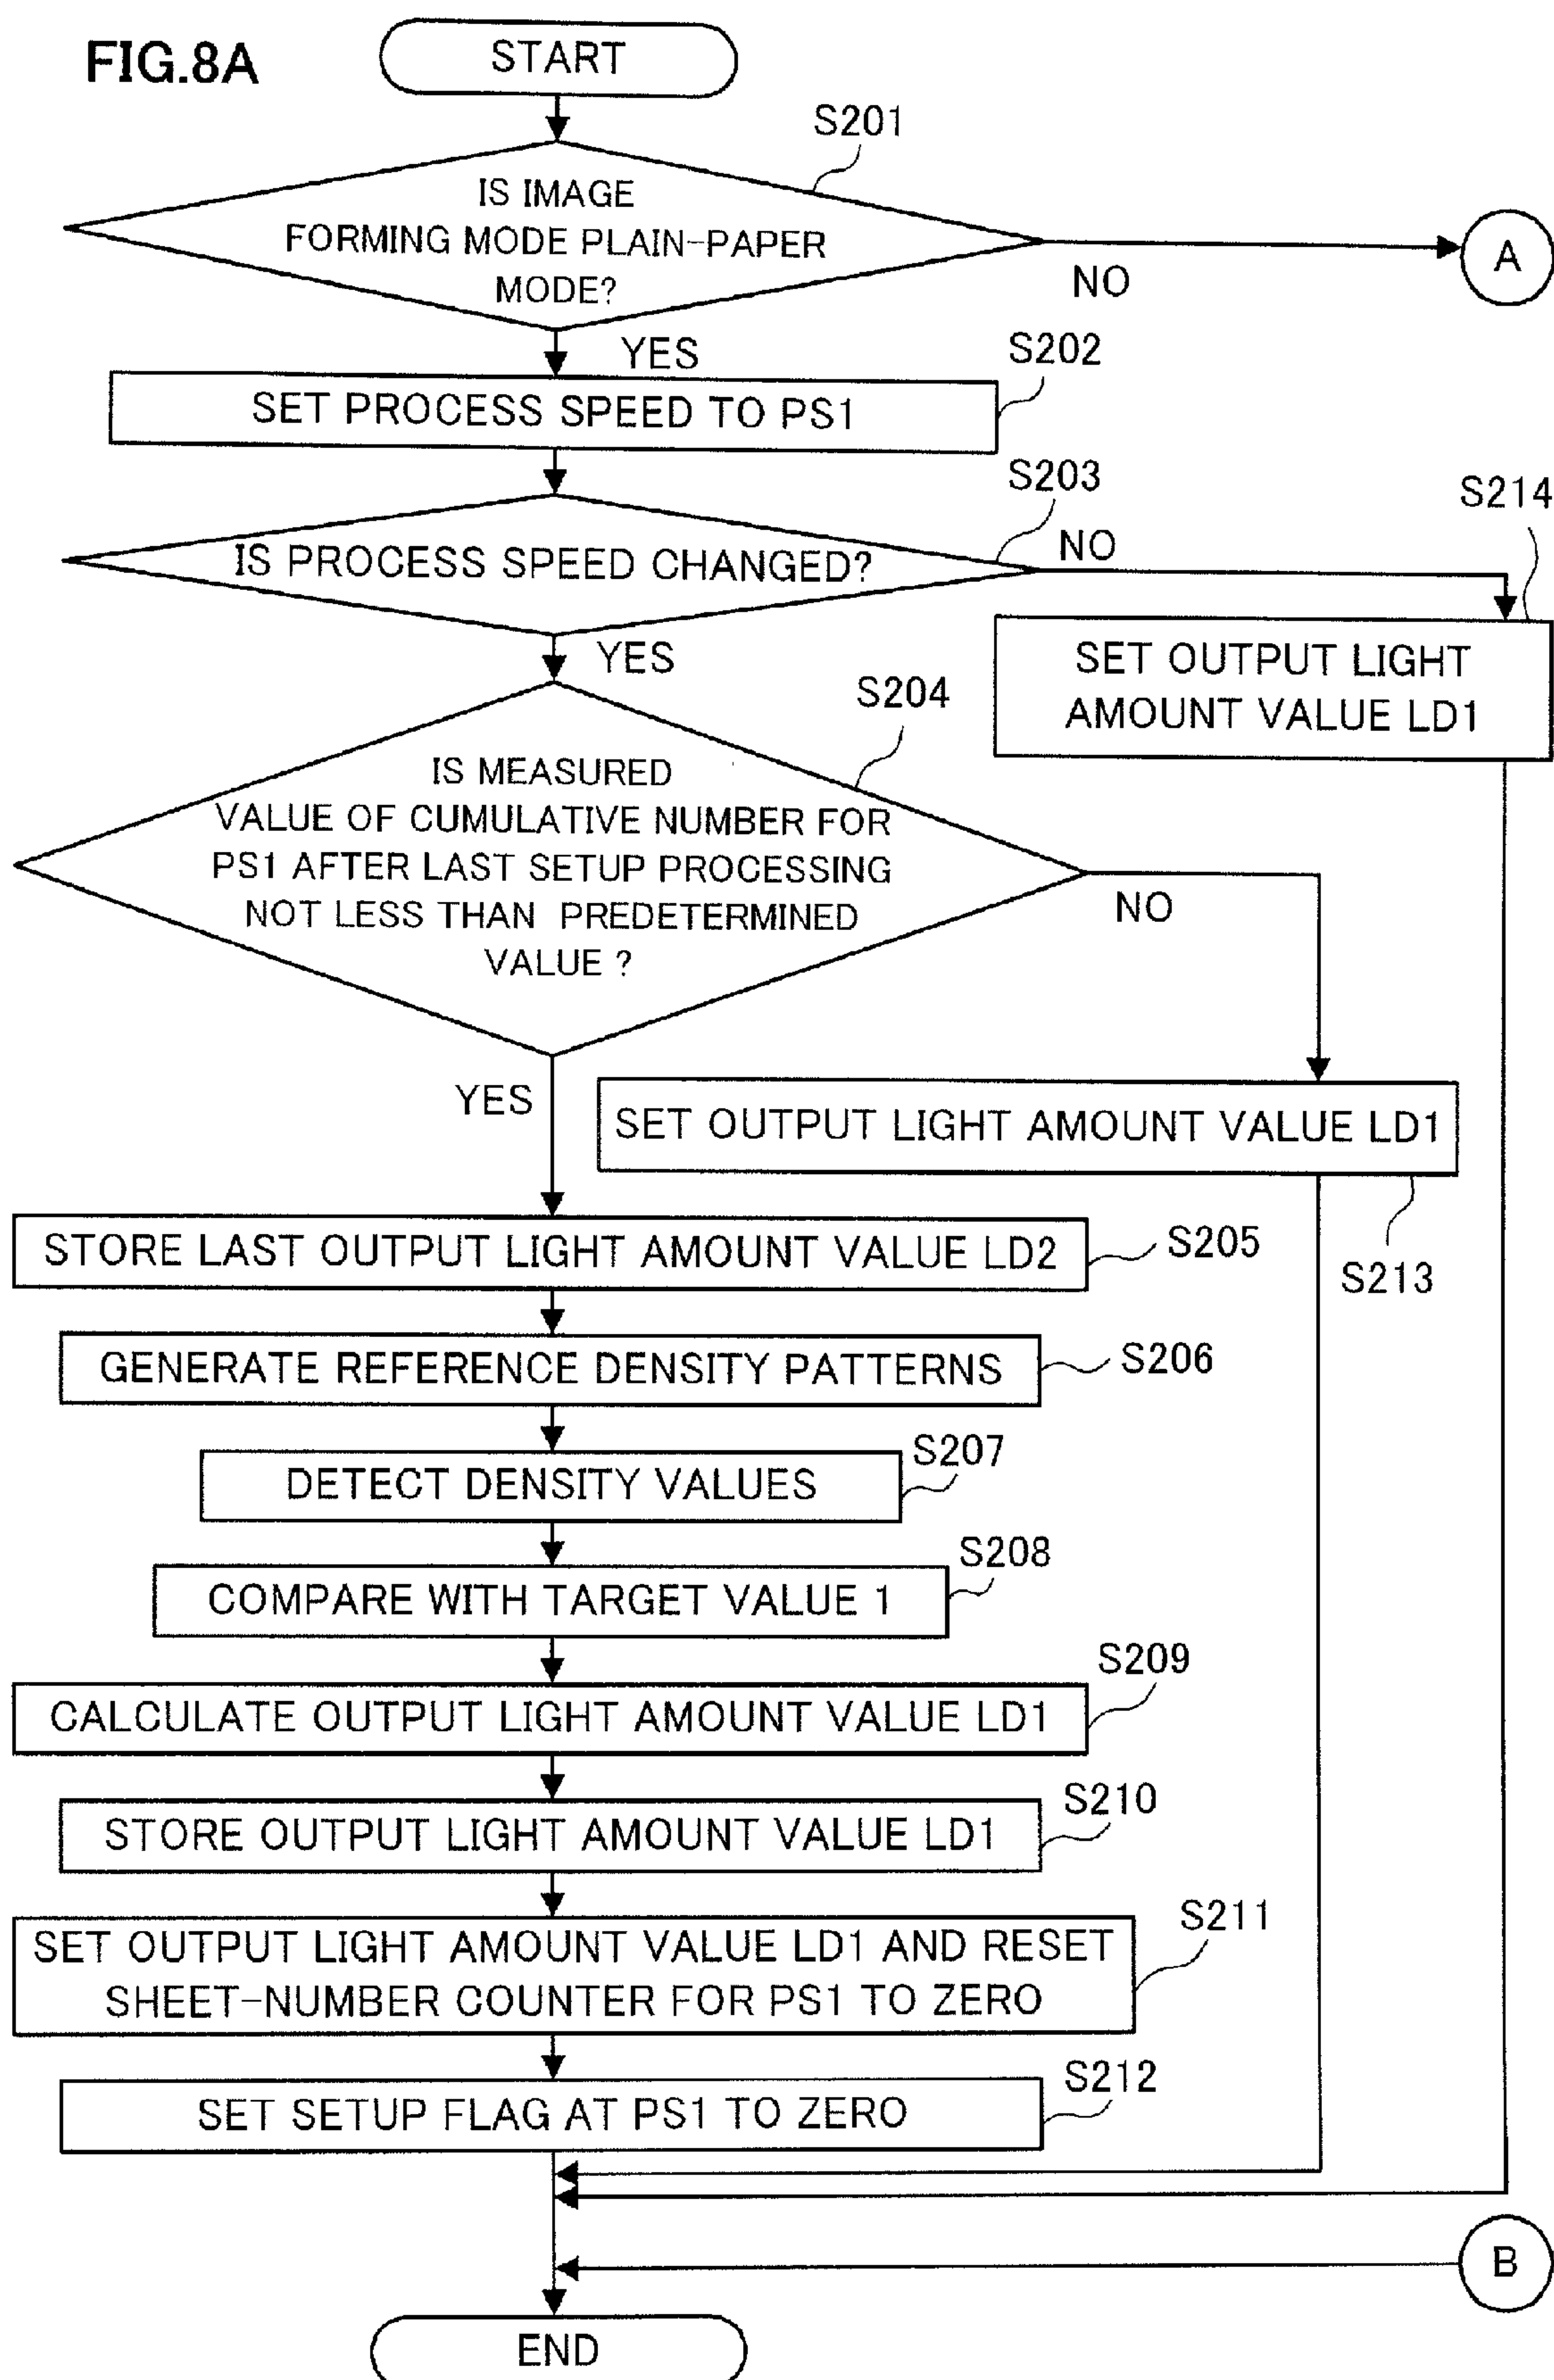 FIG.8A
START
S201
IS IMAGE
FORMING MODE PLAIN-PAPER
MODE?
NO
A
YES
S202
SET PROCESS SPEED TO PS1
S203
IS PROCESS SPEED CHANGED?
NO
S214
YES
SET OUTPUT LIGHT
AMOUNT VALUE LD1
S204
IS MEASURED
VALUE OF CUMULATIVE NUMBER FOR
PS1 AFTER LAST SETUP PROCESSING
NOT LESS THAN PREDETERMINED
VALUE ?
NO
YES
SET OUTPUT LIGHT AMOUNT VALUE LD1
S213
STORE LAST OUTPUT LIGHT AMOUNT VALUE LD2
S205
GENERATE REFERENCE DENSITY PATTERNS
S206
DETECT DENSITY VALUES
S207
COMPARE WITH TARGET VALUE 1
S208
CALCULATE OUTPUT LIGHT AMOUNT VALUE LD1
S209
STORE OUTPUT LIGHT AMOUNT VALUE LD1
S210
SET OUTPUT LIGHT AMOUNT VALUE LD1 AND RESET
SHEET-NUMBER COUNTER FOR PS1 TO ZERO
S211
SET SETUP FLAG AT PS1 TO ZERO
S212
B
END